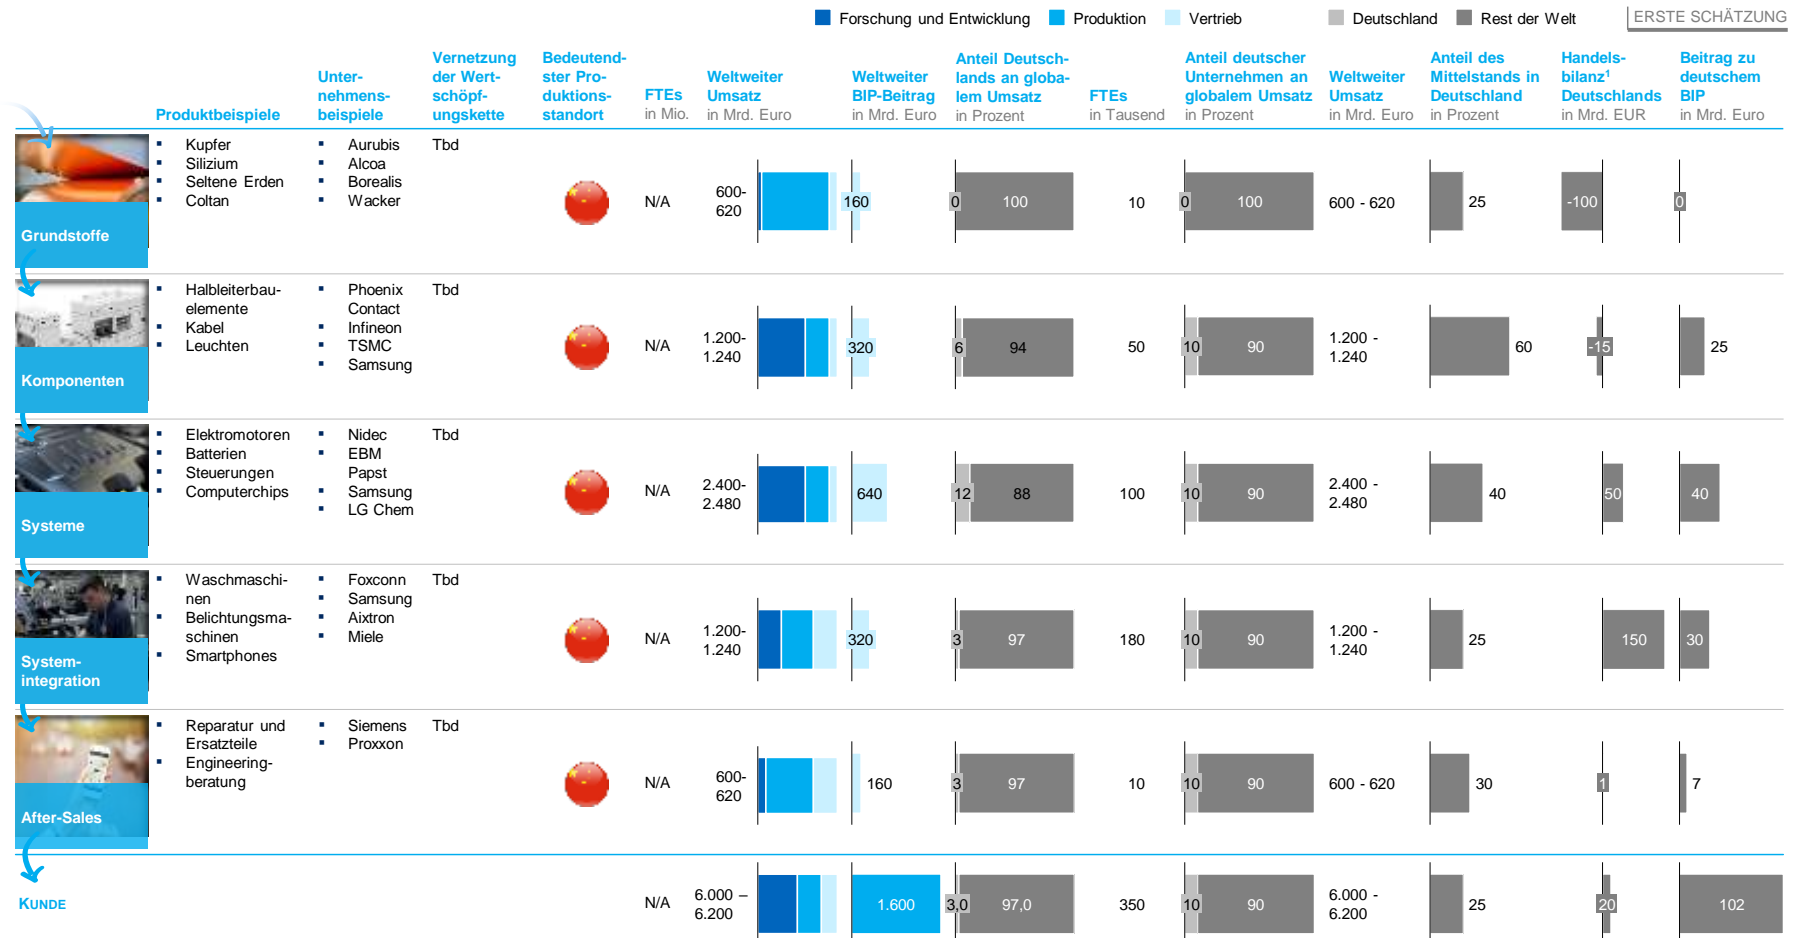 Forschung und Entwicklung Produktion Vertrieb Deutschland Rest der Welt ERSTE SCHÄTZUNG
Produktbeispiele
Unter-
nehmens-
beispiele
Vernetzung
der Wert-
schöpf-
ungskette
Bedeutend-
ster Pro-
duktions-
standort
FTEs
in Mio.
Weltweiter
Umsatz
in Mrd. Euro
Weltweiter
BIP-Beitrag
in Mrd. Euro
Anteil Deutsch-
lands an globa-
lem Umsatz
in Prozent
FTEs
in Tausend
Anteil deutscher
Unternehmen an
globalem Umsatz
in Prozent
Weltweiter
Umsatz
in Mrd. Euro
Anteil des
Mittelstands in
Deutschland
in Prozent
Handels-
bilanz¹
Deutschlands
in Mrd. EUR
Beitrag zu
deutschem
BIP
in Mrd. Euro
Grundstoffe
▪ Kupfer
▪ Silizium
▪ Seltene Erden
▪ Coltan
▪ Aurubis
▪ Alcoa
▪ Borealis
▪ Wacker
Tbd
N/A
600-
620
160
0 100
10
0 100
600 - 620
25
-100
0
Komponenten
▪ Halbleiterbau-
elemente
▪ Kabel
▪ Leuchten
▪ Phoenix
Contact
▪ Infineon
▪ TSMC
▪ Samsung
Tbd
N/A
1.200-
1.240
320
6 94
50
10 90
1.200 -
1.240
60
-15
25
Systeme
▪ Elektromotoren
▪ Batterien
▪ Steuerungen
▪ Computerchips
▪ Nidec
▪ EBM
Papst
▪ Samsung
▪ LG Chem
Tbd
N/A
2.400-
2.480
640
12 88
100
10 90
2.400 -
2.480
40
50
40
System-
integration
▪ Waschmaschi-
nen
▪ Belichtungsma-
schinen
▪ Smartphones
▪ Foxconn
▪ Samsung
▪ Aixtron
▪ Miele
Tbd
N/A
1.200-
1.240
320
3 97
180
10 90
1.200 -
1.240
25
150
30
After-Sales
▪ Reparatur und
Ersatzteile
▪ Engineering-
beratung
▪ Siemens
▪ Proxxon
Tbd
N/A
600-
620
160
3 97
10
10 90
600 - 620
30
1
7
KUNDE
N/A
6.000 –
6.200
1.600
3,0 97,0
350
10 90
6.000 -
6.200
25
20
102